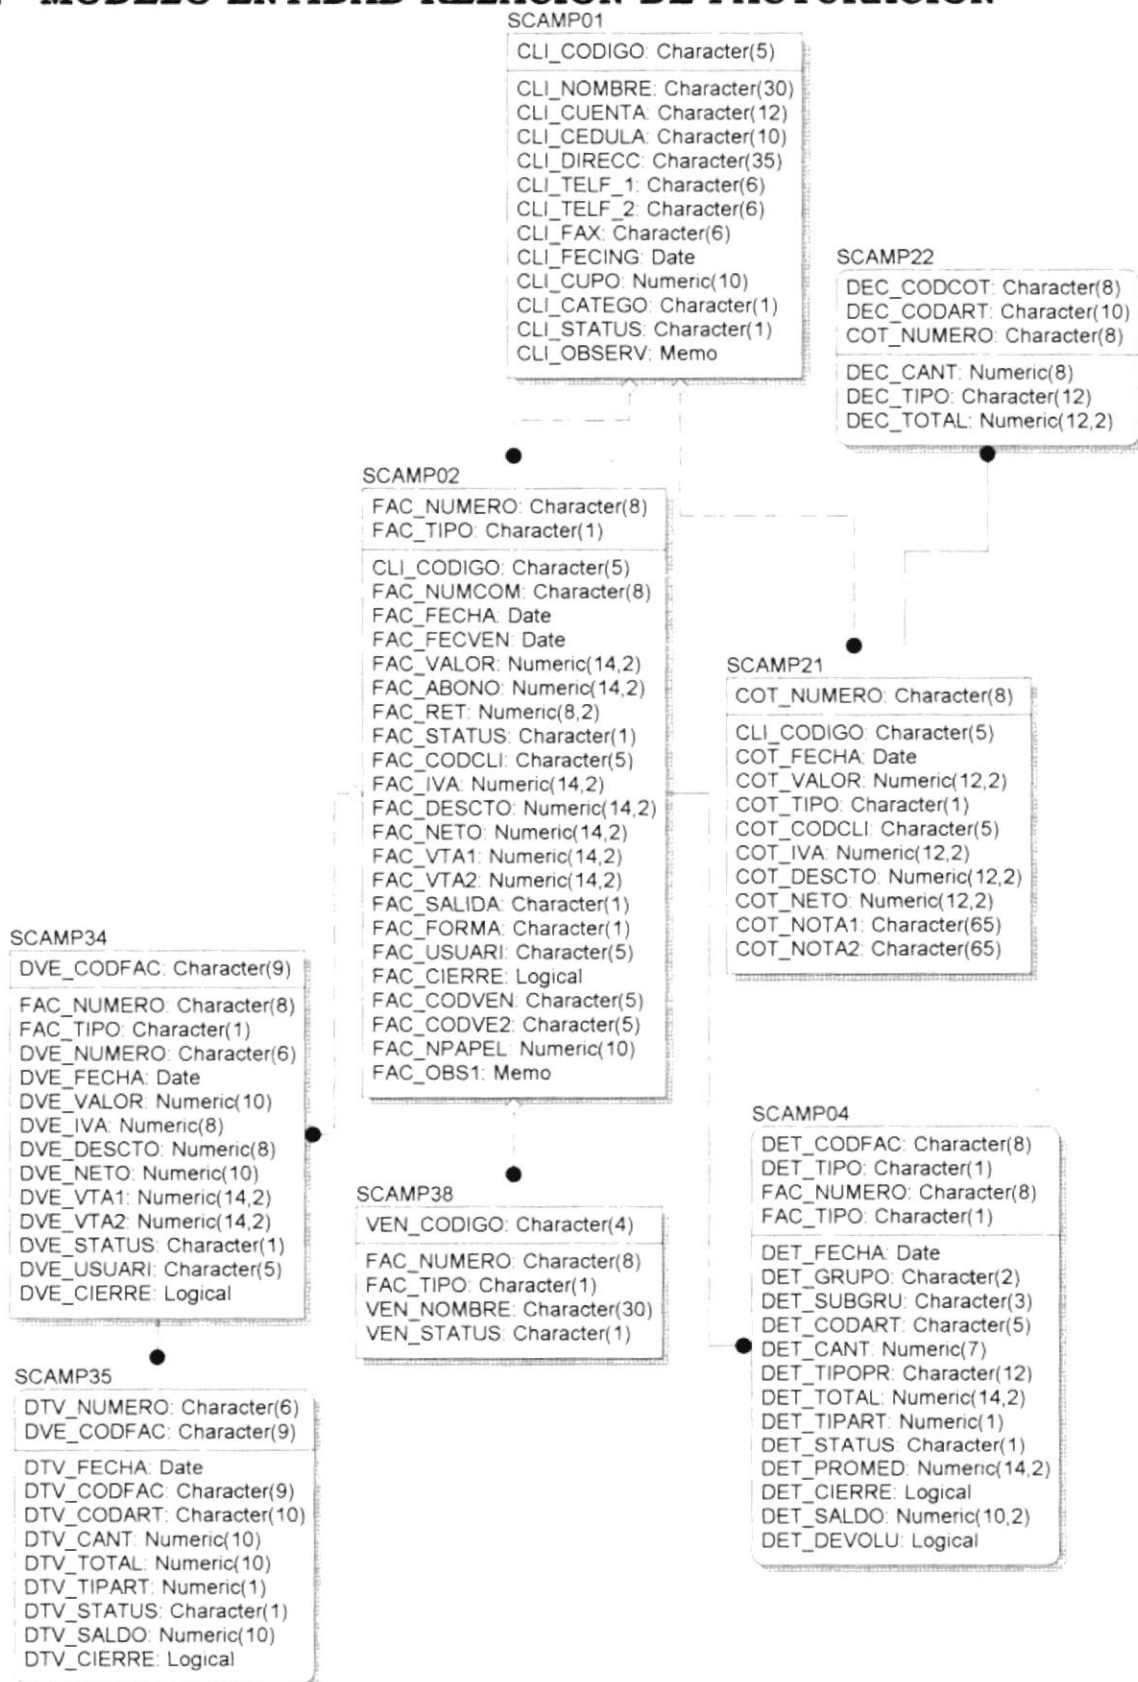 MODELO ENTIDAD RELACION DE FACTURACION
SCAMP01
CLI_CODIGO: Character(5)
CLI_NOMBRE: Character(30)
CLI_CUENTA: Character(12)
CLI_CEDULA: Character(10)
CLI_DIRECC: Character(35)
CLI_TELF_1: Character(6)
CLI_TELF_2: Character(6)
CLI_FAX: Character(6)
CLI_FECING: Date
CLI_CUPO: Numeric(10)
CLI_CATEGO: Character(1)
CLI_STATUS: Character(1)
CLI_OBSERV: Memo
SCAMP22
DEC_CODCOT: Character(8)
DEC_CODART: Character(10)
COT_NUMERO: Character(8)
DEC_CANT: Numeric(8)
DEC_TIPO: Character(12)
DEC_TOTAL: Numeric(12,2)
SCAMP02
FAC_NUMERO: Character(8)
FAC_TIPO: Character(1)
CLI_CODIGO: Character(5)
FAC_NUMCOM: Character(8)
FAC_FECHA: Date
FAC_FECVEN: Date
FAC_VALOR: Numeric(14,2)
FAC_ABONO: Numeric(14,2)
FAC_RET: Numeric(8,2)
FAC_STATUS: Character(1)
FAC_CODCLI: Character(5)
FAC_IVA: Numeric(14,2)
FAC_DESCTO: Numeric(14,2)
FAC_NETO: Numeric(14,2)
FAC_VTA1: Numeric(14,2)
FAC_VTA2: Numeric(14,2)
FAC_SALIDA: Character(1)
FAC_FORMA: Character(1)
FAC_USUARI: Character(5)
FAC_CIERRE: Logical
FAC_CODVEN: Character(5)
FAC_CODVE2: Character(5)
FAC_NPAPEL: Numeric(10)
FAC_OBS1: Memo
SCAMP21
COT_NUMERO: Character(8)
CLI_CODIGO: Character(5)
COT_FECHA: Date
COT_VALOR: Numeric(12,2)
COT_TIPO: Character(1)
COT_CODCLI: Character(5)
COT_IVA: Numeric(12,2)
COT_DESCTO: Numeric(12,2)
COT_NETO: Numeric(12,2)
COT_NOTA1: Character(65)
COT_NOTA2: Character(65)
SCAMP34
DVE_CODFAC: Character(9)
FAC_NUMERO: Character(8)
FAC_TIPO: Character(1)
DVE_NUMERO: Character(6)
DVE_FECHA: Date
DVE_VALOR: Numeric(10)
DVE_IVA: Numeric(8)
DVE_DESCTO: Numeric(8)
DVE_NETO: Numeric(10)
DVE_VTA1: Numeric(14,2)
DVE_VTA2: Numeric(14,2)
DVE_STATUS: Character(1)
DVE_USUARI: Character(5)
DVE_CIERRE: Logical
SCAMP38
VEN_CODIGO: Character(4)
FAC_NUMERO: Character(8)
FAC_TIPO: Character(1)
VEN_NOMBRE: Character(30)
VEN_STATUS: Character(1)
SCAMP04
DET_CODFAC: Character(8)
DET_TIPO: Character(1)
FAC_NUMERO: Character(8)
FAC_TIPO: Character(1)
DET_FECHA: Date
DET_GRUPO: Character(2)
DET_SUBGRU: Character(3)
DET_CODART: Character(5)
DET_CANT: Numeric(7)
DET_TIPOPR: Character(12)
DET_TOTAL: Numeric(14,2)
DET_TIPART: Numeric(1)
DET_STATUS: Character(1)
DET_PROMED: Numeric(14,2)
DET_CIERRE: Logical
DET_SALDO: Numeric(10,2)
DET_DEVOLU: Logical
SCAMP35
DTV_NUMERO: Character(6)
DVE_CODFAC: Character(9)
DTV_FECHA: Date
DTV_CODFAC: Character(9)
DTV_CODART: Character(10)
DTV_CANT: Numeric(10)
DTV_TOTAL: Numeric(10)
DTV_TIPART: Numeric(1)
DTV_STATUS: Character(1)
DTV_SALDO: Numeric(10)
DTV_CIERRE: Logical